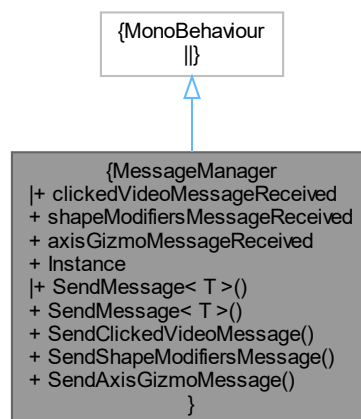 {MonoBehaviour
||}
{MessageManager
|+ clickedVideoMessageReceived
+ shapeModifiersMessageReceived
+ axisGizmoMessageReceived
+ Instance
|+ SendMessage< T >()
+ SendMessage< T >()
+ SendClickedVideoMessage()
+ SendShapeModifiersMessage()
+ SendAxisGizmoMessage()
}